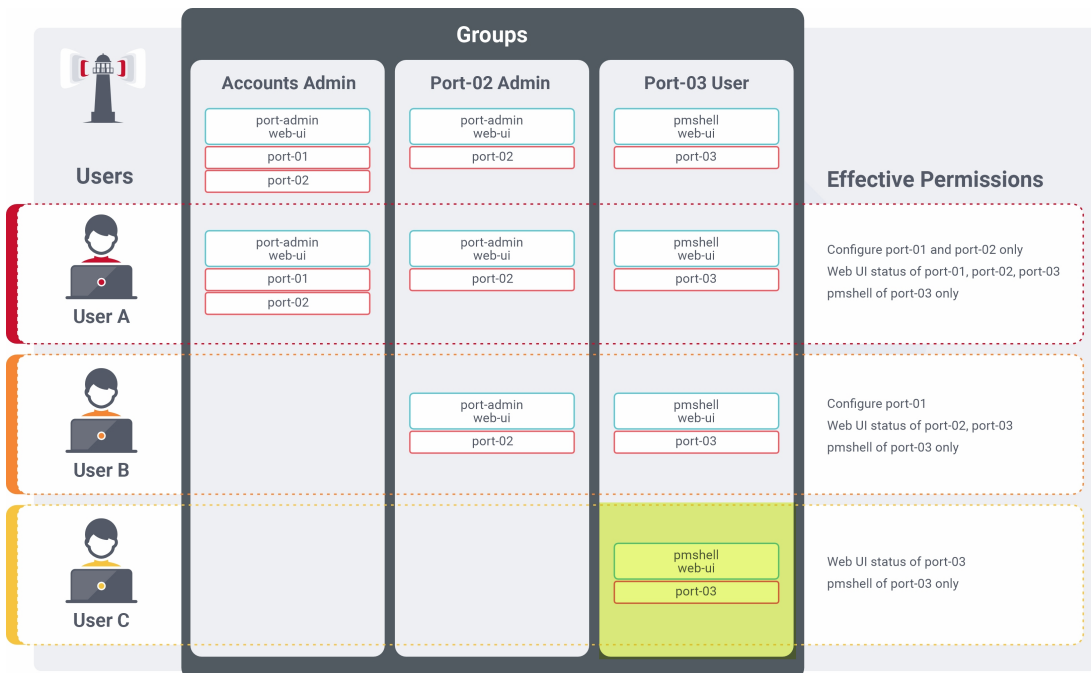 Groups
Accounts Admin
Port-02 Admin
Port-03 User
port-admin
web-ui
port-01
port-02
port-admin
web-ui
port-02
pmshell
web-ui
port-03
Users
Effective Permissions
User A
port-admin
web-ui
port-01
port-02
port-admin
web-ui
port-02
pmshell
web-ui
port-03
Configure port-01 and port-02 only
Web UI status of port-01, port-02, port-03
pmshell of port-03 only
User B
port-admin
web-ui
port-02
pmshell
web-ui
port-03
Configure port-01
Web UI status of port-02, port-03
pmshell of port-03 only
User C
pmshell
web-ui
port-03
Web UI status of port-03
pmshell of port-03 only